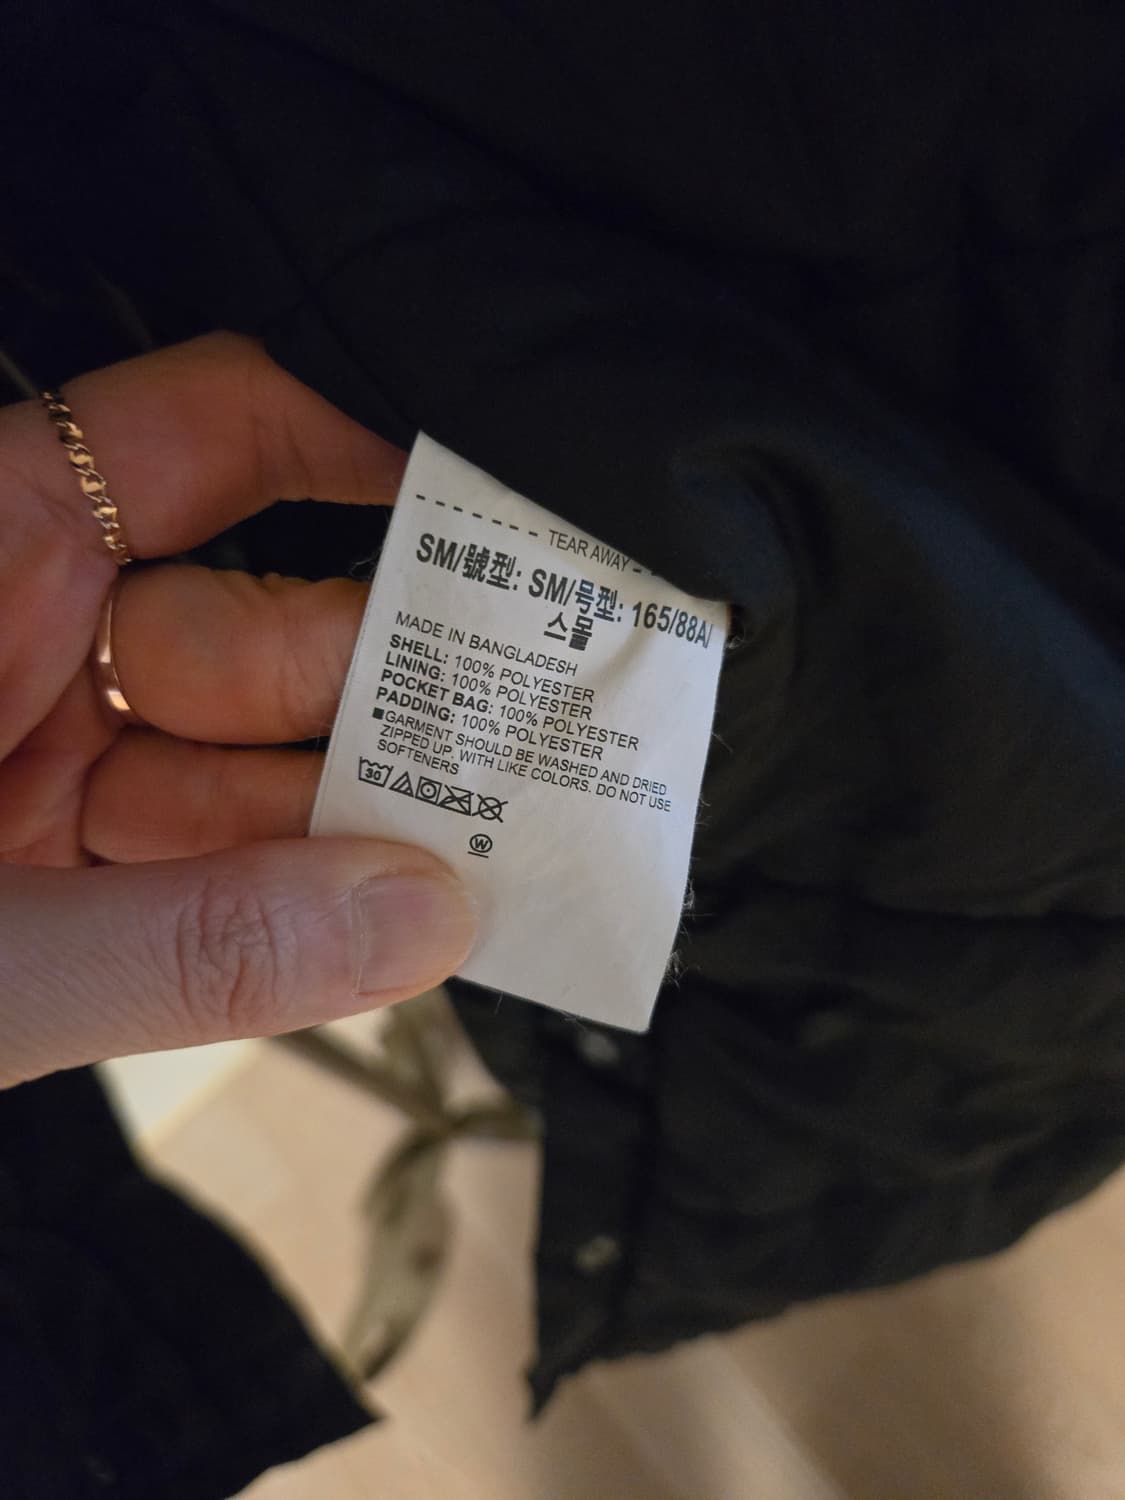 TEAR AWAY
SM/號型: SM/号型: 165/88A/
스몰
MADE IN BANGLADESH
SHELL: 100% POLYESTER
LINING: 100% POLYESTER
POCKET BAG: 100% POLYESTER
PADDING: 100% POLYESTER
■GARMENT SHOULD BE WASHED AND DRIED
ZIPPED UP. WITH LIKE COLORS. DO NOT USE
SOFTENERS
30
W